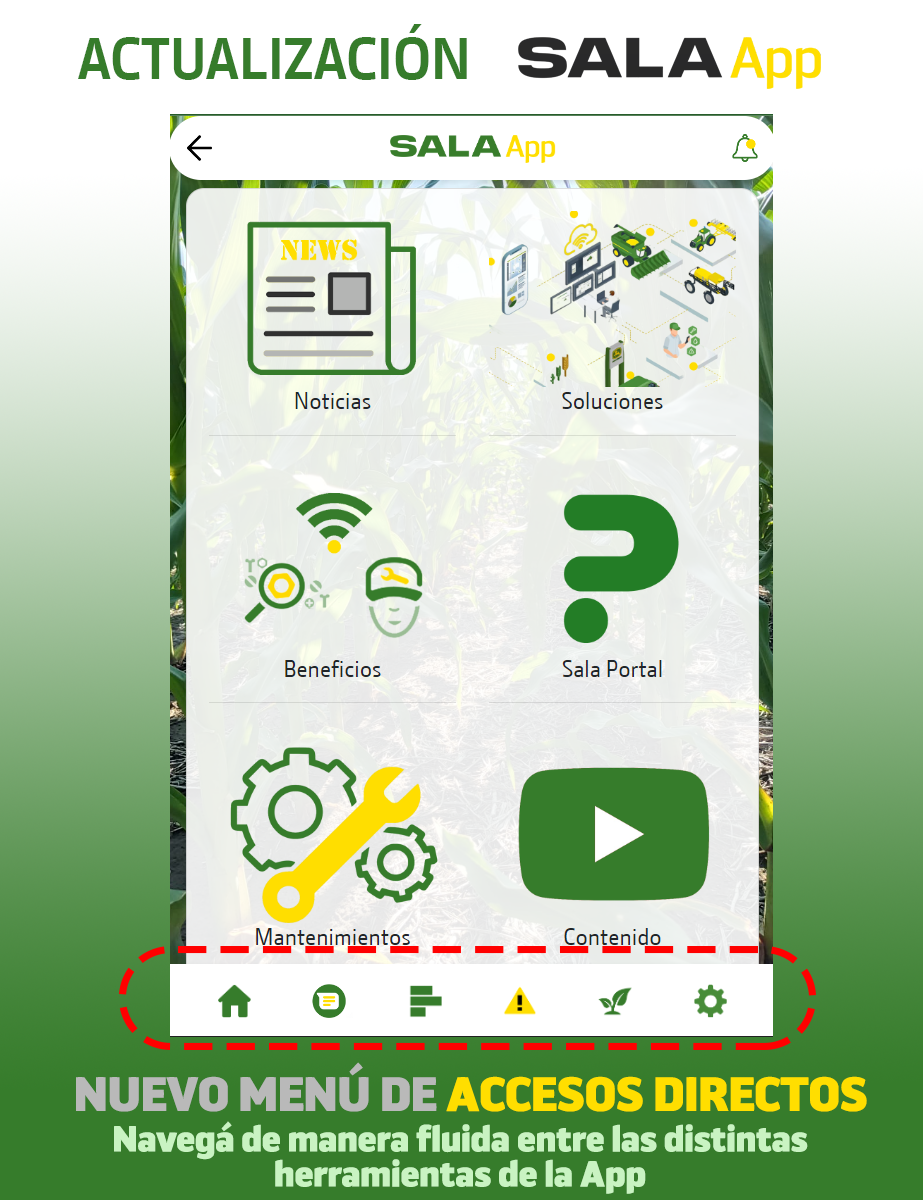 ACTUALIZACIÓN SALA App
SALA App
NEWS
Noticias
Soluciones
Beneficios
Sala Portal
Mantenimientos
Contenido
NUEVO MENÚ DE ACCESOS DIRECTOS
Navegá de manera fluida entre las distintas
herramientas de la App